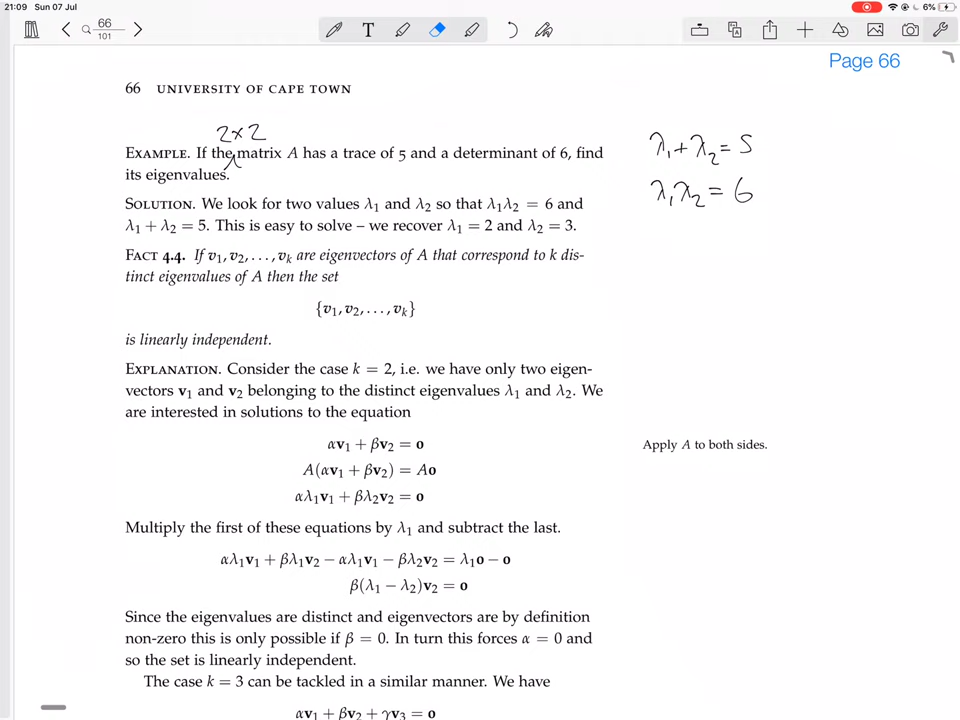 21:09 Sun 07 Jul
6%
66
101
T
Page 66
66 UNIVERSITY OF CAPE TOWN
2×2
EXAMPLE. If the matrix A has a trace of 5 and a determinant of 6, find
its eigenvalues.
λ₁+λ₂=5
λ₁λ₂=6
SOLUTION. We look for two values λ₁ and λ₂ so that λ₁λ₂ = 6 and
λ₁ + λ₂ = 5. This is easy to solve – we recover λ₁ = 2 and λ₂ = 3.
FACT 4.4. If v₁, v₂, . . . , vₖ are eigenvectors of A that correspond to k dis-
tinct eigenvalues of A then the set
{v₁, v₂, . . . , vₖ}
is linearly independent.
EXPLANATION. Consider the case k = 2, i.e. we have only two eigen-
vectors v₁ and v₂ belonging to the distinct eigenvalues λ₁ and λ₂. We
are interested in solutions to the equation
αv₁ + βv₂ = o
Apply A to both sides.
A(αv₁ + βv₂) = Ao
αλ₁v₁ + βλ₂v₂ = o
Multiply the first of these equations by λ₁ and subtract the last.
αλ₁v₁ + βλ₁v₂ − αλ₁v₁ − βλ₂v₂ = λ₁o − o
β(λ₁ − λ₂)v₂ = o
Since the eigenvalues are distinct and eigenvectors are by definition
non-zero this is only possible if β = 0. In turn this forces α = 0 and
so the set is linearly independent.
The case k = 3 can be tackled in a similar manner. We have
αv₁ + βv₂ + γv₃ = o